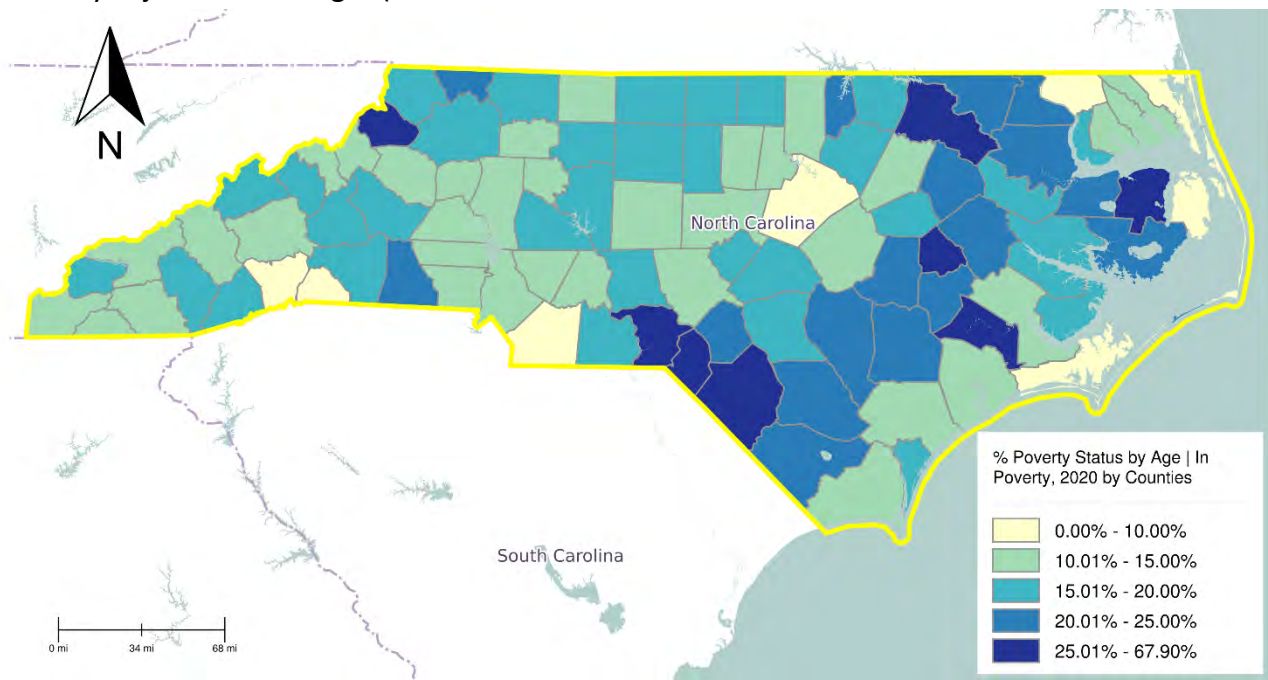 N
North Carolina
South Carolina
0 mi 34 mi 68 mi
% Poverty Status by Age | In
Poverty, 2020 by Counties
0.00% - 10.00%
10.01% - 15.00%
15.01% - 20.00%
20.01% - 25.00%
25.01% - 67.90%